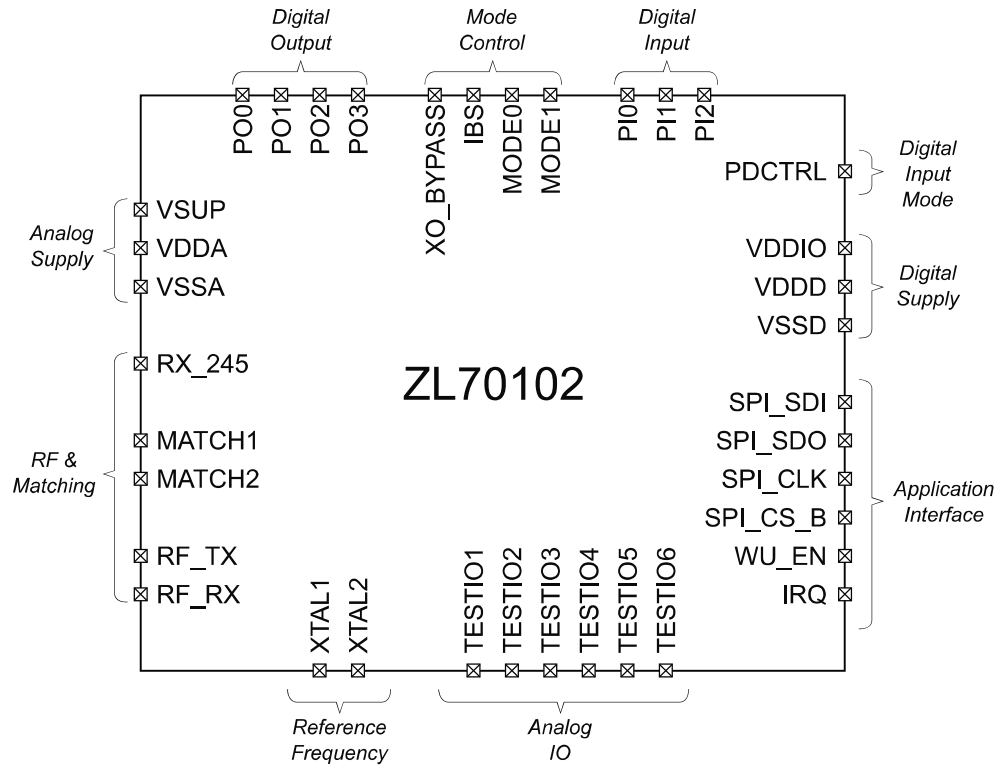 Digital
Output
Mode
Control
Digital
Input
PO0
PO1
PO2
PO3
XO_BYPASS
IBS
MODE0
MODE1
PI0
PI1
PI2
PDCTRL
Digital
Input
Mode
Analog
Supply
VSUP
VDDA
VSSA
VDDIO
VDDD
VSSD
Digital
Supply
ZL70102
RF &
Matching
RX_245
MATCH1
MATCH2
RF_TX
RF_RX
SPI_SDI
SPI_SDO
SPI_CLK
SPI_CS_B
WU_EN
IRQ
Application
Interface
XTAL1
XTAL2
TESTIO1
TESTIO2
TESTIO3
TESTIO4
TESTIO5
TESTIO6
Reference
Frequency
Analog
IO